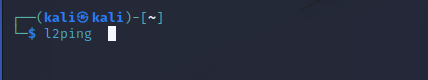 ┌──(kali㉿kali)-[~]
└─$ l2ping